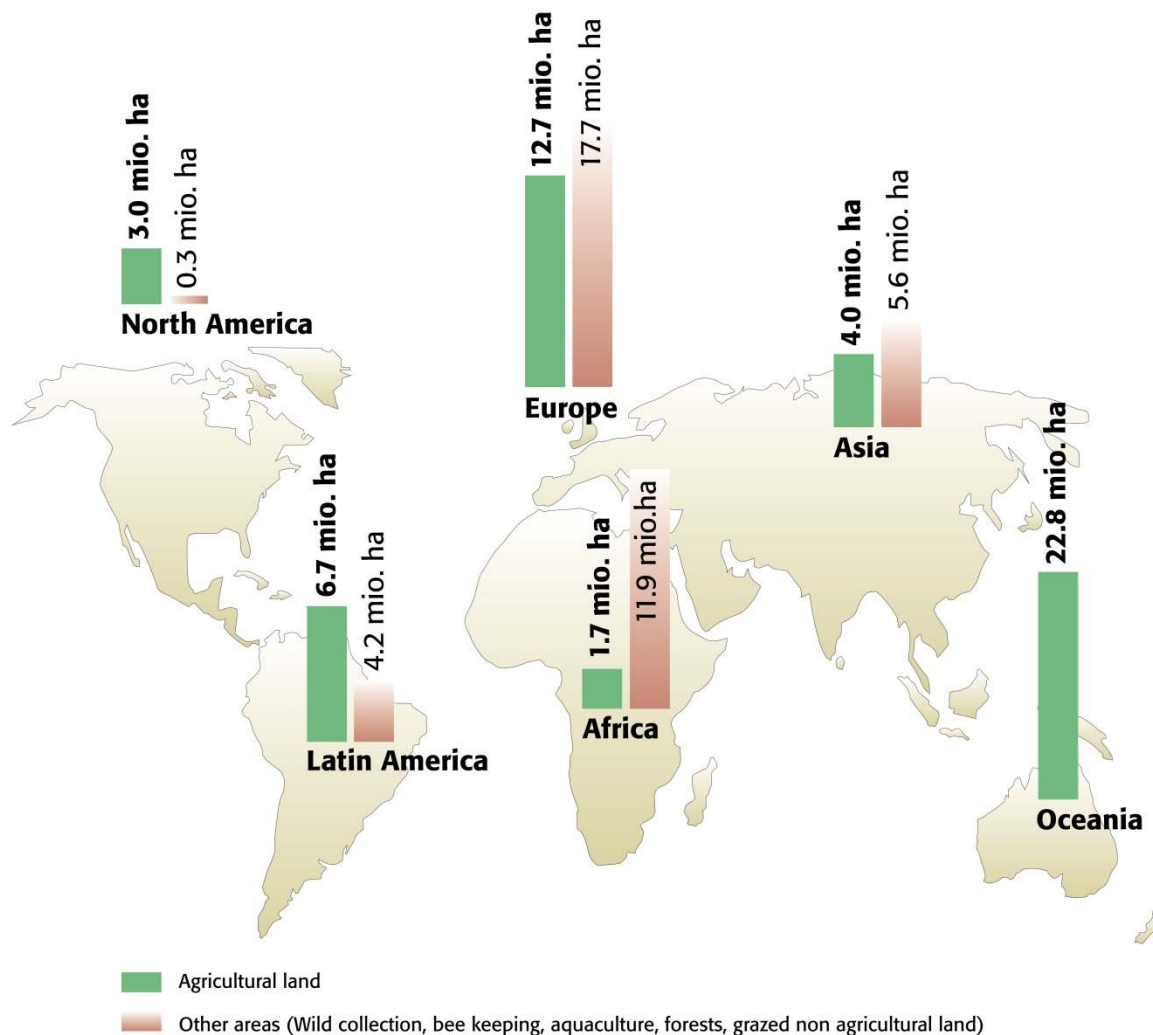 3.0 mio. ha
0.3 mio. ha
North America
12.7 mio. ha
17.7 mio. ha
Europe
4.0 mio. ha
5.6 mio. ha
Asia
6.7 mio. ha
4.2 mio. ha
Latin America
1.7 mio. ha
11.9 mio.ha
Africa
22.8 mio. ha
Oceania
Agricultural land
Other areas (Wild collection, bee keeping, aquaculture, forests, grazed non agricultural land)